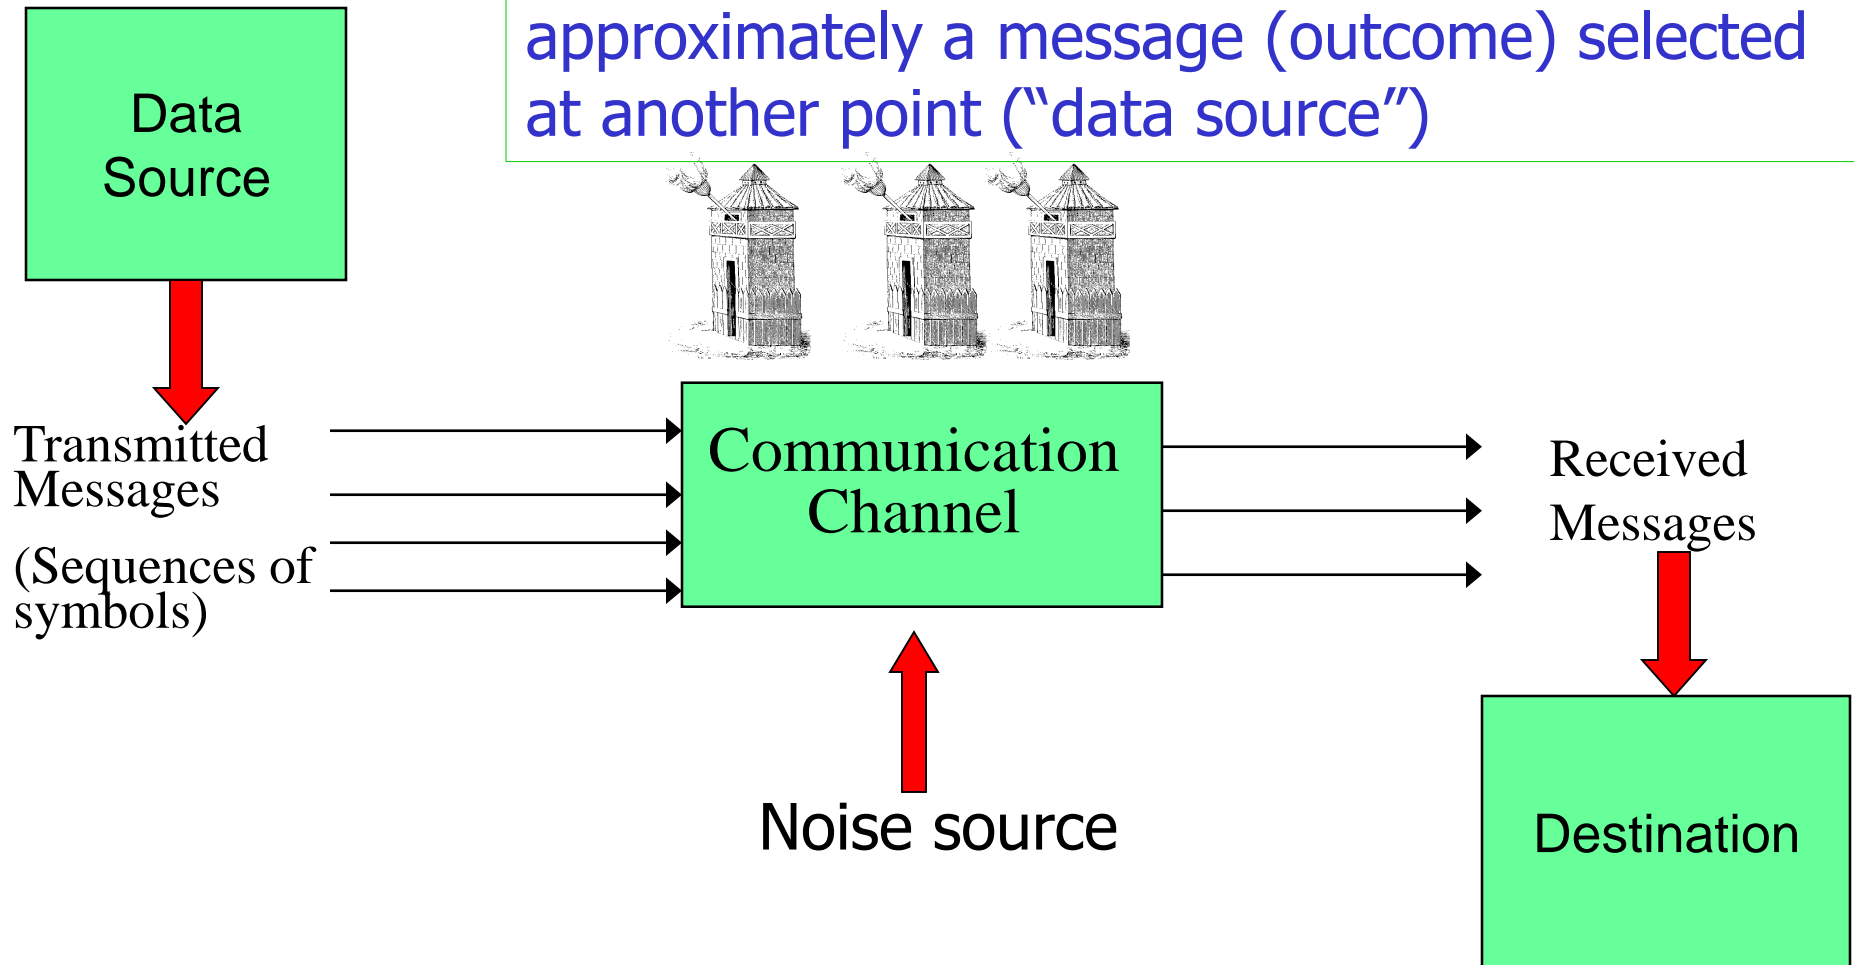 approximately a message (outcome) selected
at another point (“data source”)
Data
Source
Transmitted
Messages
(Sequences of
symbols)
Communication
Channel
Received
Messages
Noise source
Destination